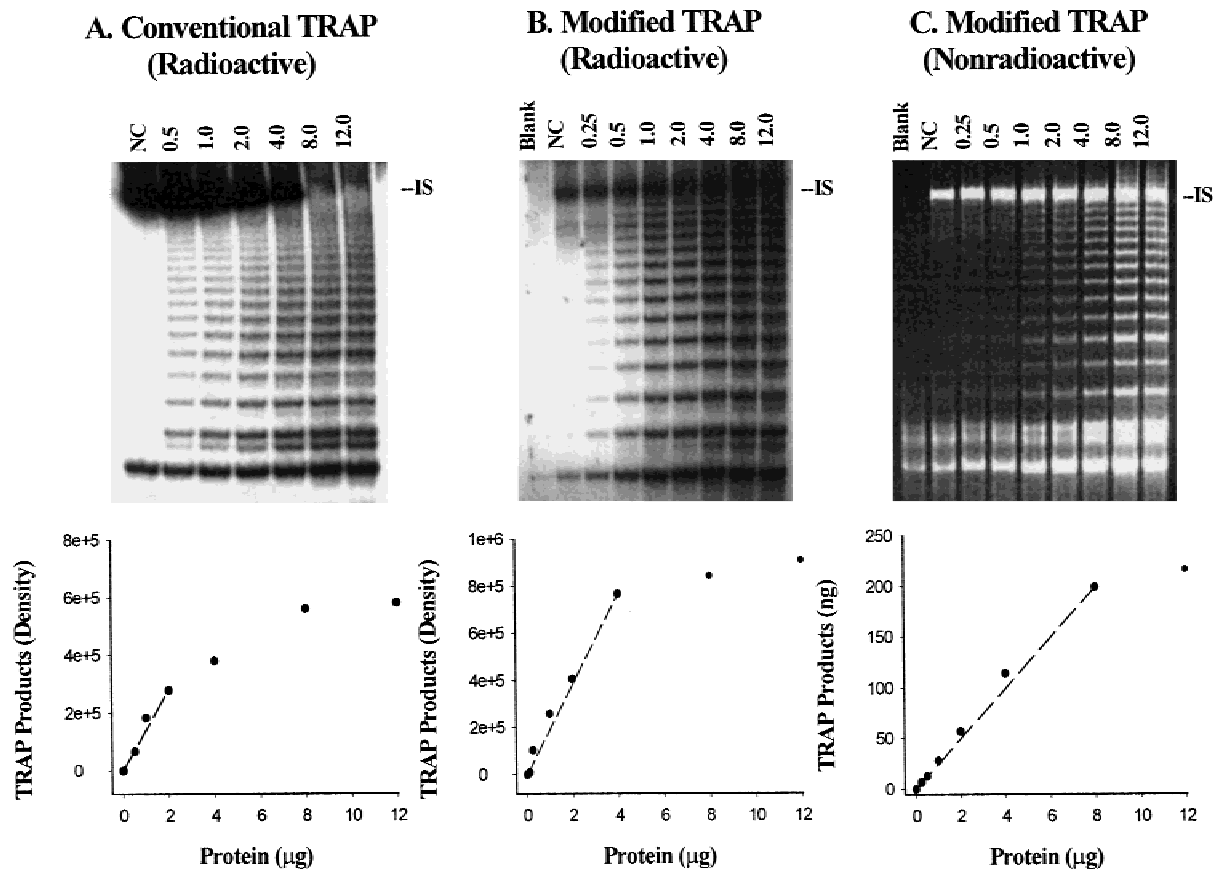 A. Conventional TRAP
(Radioactive)
B. Modified TRAP
(Radioactive)
C. Modified TRAP
(Nonradioactive)
NC 0.5 1.0 2.0 4.0 8.0 12.0
Blank NC 0.25 0.5 1.0 2.0 4.0 8.0 12.0
Blank NC 0.25 0.5 1.0 2.0 4.0 8.0 12.0
--IS
--IS
--IS
TRAP Products (Density)
8e+5
6e+5
4e+5
2e+5
0
0 2 4 6 8 10 12
Protein (μg)
TRAP Products (Density)
1e+6
8e+5
6e+5
4e+5
2e+5
0
0 2 4 6 8 10 12
Protein (μg)
TRAP Products (ng)
250
200
150
100
50
0
0 2 4 6 8 10 12
Protein (μg)